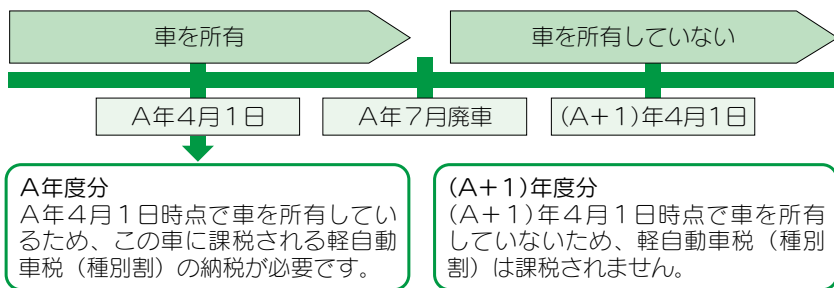 車を所有
車を所有していない
A年4月1日
A年7月廃車
(A+1)年4月1日
A年度分
A年4月1日時点で車を所有してい
るため、この車に課税される軽自動
車税（種別割）の納税が必要です。
(A+1)年度分
(A+1)年4月1日時点で車を所有
していないため、軽自動車税（種別
割）は課税されません。